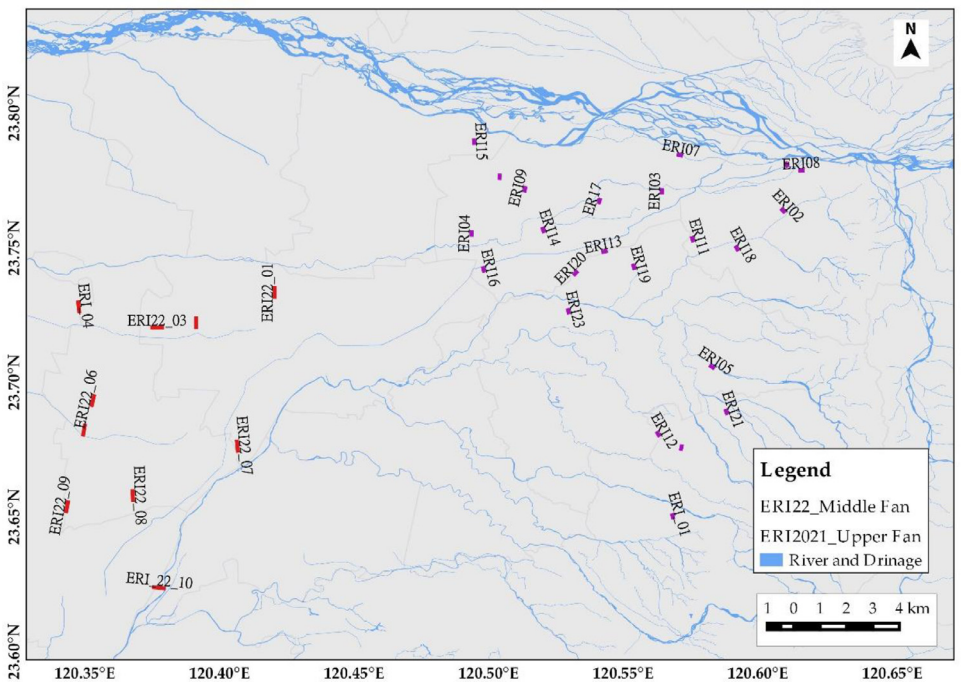 N
23.80°N
23.75°N
23.70°N
23.65°N
23.60°N
ERI15
ERI07
ERI08
ERI09
ER17
ERI03
ERI02
ERI04
ERI14
ERI13
ERI11
ERI18
ERI16
ERI20
ERI19
ERI23
ERI_04
ERI22_03
ERI22_01
ERI05
ERI22_06
ERI21
ERI22_07
ERI12
ERI22_09
ERI22_08
ERI_01
ERI_22_10
Legend
ERI22_Middle Fan
ERI2021_Upper Fan
River and Drinage
1 0 1 2 3 4 km
120.35°E 120.40°E 120.45°E 120.50°E 120.55°E 120.60°E 120.65°E